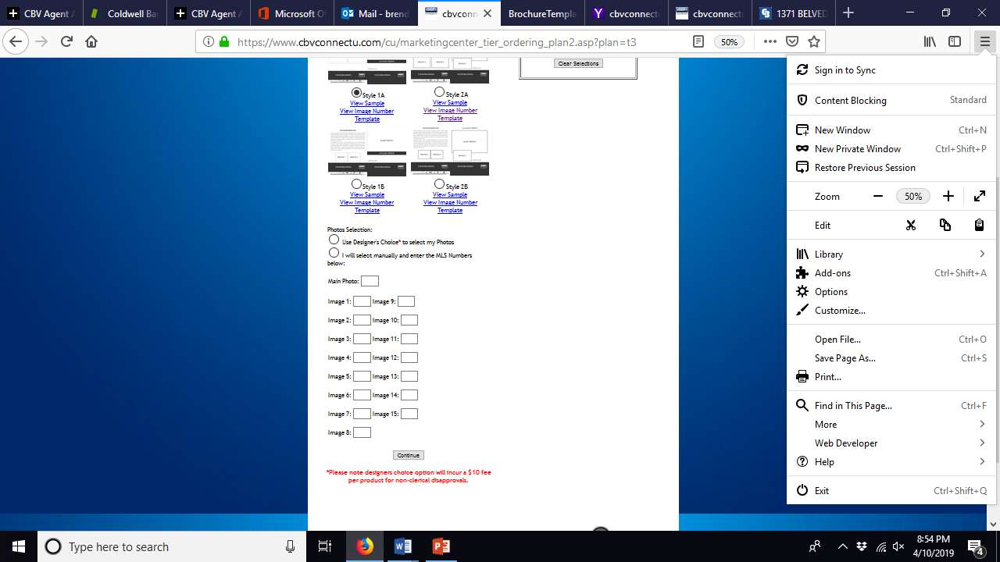 CBV Agent
Coldwell Ba
CBV Agent A
Microsoft O
Mail - brend
cbvconn
BrochureTempla
cbvconnecti
cbvconnect
1371 BELM
https://www.cbvconnectu.com/cu/marketingcenter_tier_ordering_plan2.asp?plan=t3
50%
Clear Selections
Style 1A
View Sample
View Image Number
Template
Style 2A
View Sample
View Image Number
Template
Style 1B
View Sample
View Image Number
Template
Style 2B
View Sample
View Image Number
Template
Photos Selection:
Use Designer's Choice* to select my Photos
I will select manually and enter the MLS Numbers
below:
Main Photo:
Image 1: Image 9:
Image 2: Image 10:
Image 3: Image 11:
Image 4: Image 12:
Image 5: Image 13:
Image 6: Image 14:
Image 7: Image 15:
Image 8:
Continue
*Please note designers choice option will incur a $10 fee
per product for non-clerical disapprovals.
Sign in to Sync
Content Blocking Standard
New Window
New Private Window Ctrl+Shift+P
Restore Previous Session
Zoom 50%
Edit
Library
Add-ons Ctrl+Shift+A
Options
Customize...
Open File... Ctrl+O
Save Page As... Ctrl+S
Print...
Find in This Page... Ctrl+F
More
Web Developer
Help
Exit Ctrl+Shift+Q
Type here to search
8:54 PM
4/10/2019
4